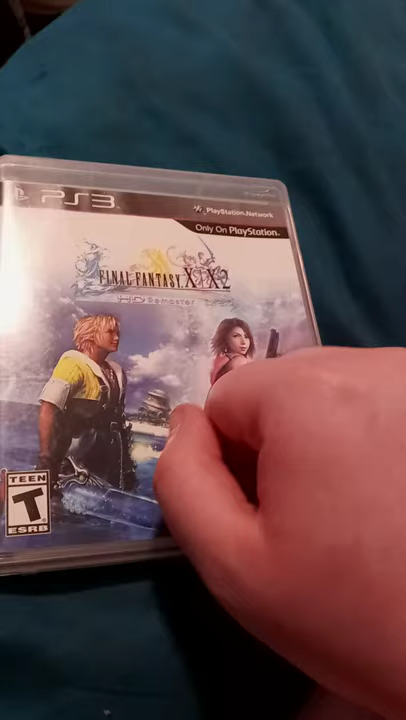 PS3
PlayStation Network
Only On PlayStation.
FINAL FANTASY X/X-2
HD Remaster
TEEN
T
ESRB